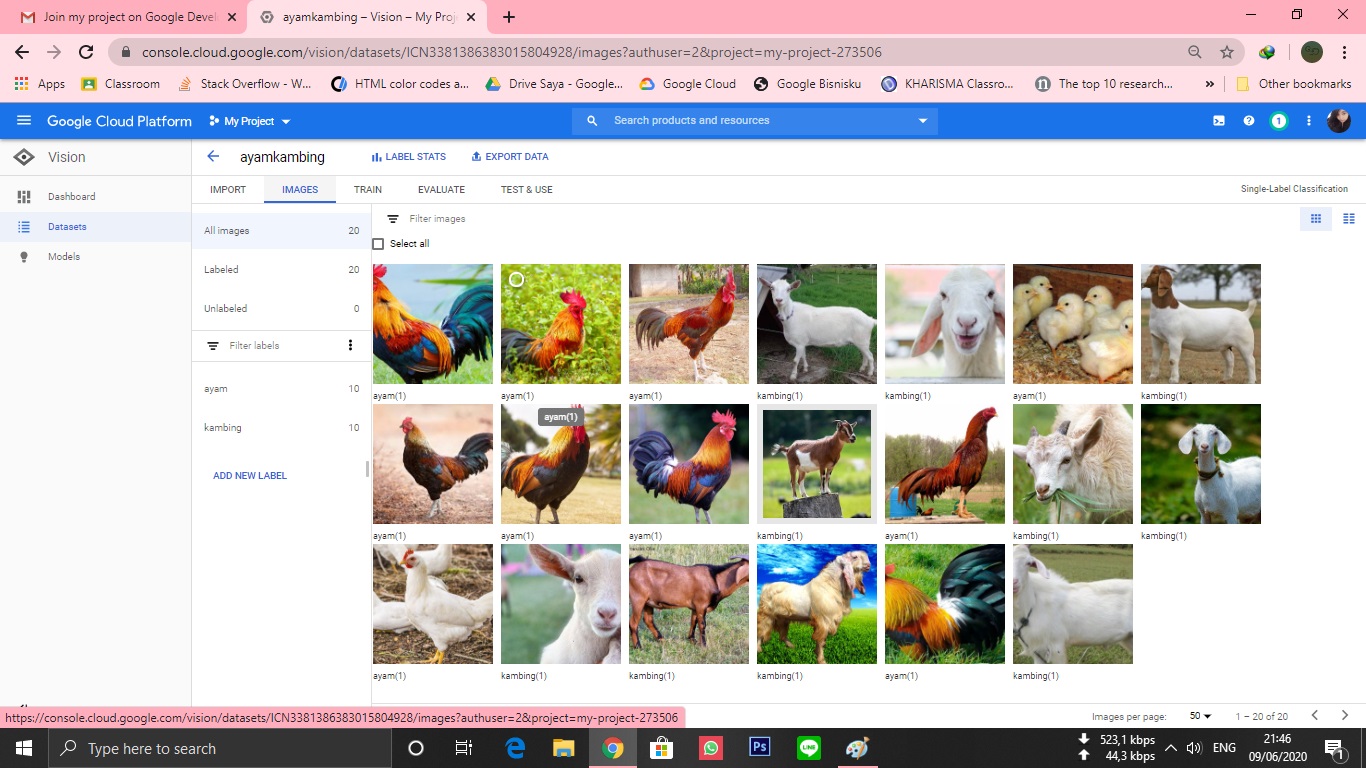 Join my project on Google Devel
ayamkambing – Vision – My Proj
console.cloud.google.com/vision/datasets/ICN3381386383015804928/images?authuser=2&project=my-project-273506
Apps
Classroom
Stack Overflow - W...
HTML color codes a...
Drive Saya - Google...
Google Cloud
Google Bisnisku
KHARISMA Classro...
The top 10 research...
»
Other bookmarks
Google Cloud Platform
My Project
Search products and resources
1
Vision
ayamkambing
LABEL STATS
EXPORT DATA
Dashboard
Datasets
Models
IMPORT
IMAGES
TRAIN
EVALUATE
TEST & USE
Single-Label Classification
All images 20
Labeled 20
Unlabeled 0
Filter labels
ayam 10
kambing 10
ADD NEW LABEL
Filter images
Select all
ayam(1)
ayam(1)
kambing(1)
kambing(1)
ayam(1)
kambing(1)
ayam(1)
ayam(1)
ayam(1)
ayam(1)
kambing(1)
ayam(1)
kambing(1)
kambing(1)
ayam(1)
kambing(1)
kambing(1)
kambing(1)
ayam(1)
kambing(1)
https://console.cloud.google.com/vision/datasets/ICN3381386383015804928/images?authuser=2&project=my-project-273506
Images per page: 50
1 – 20 of 20
Type here to search
Ps
LINE
523,1 kbps
44,3 kbps
ENG
21:46
09/06/2020
1